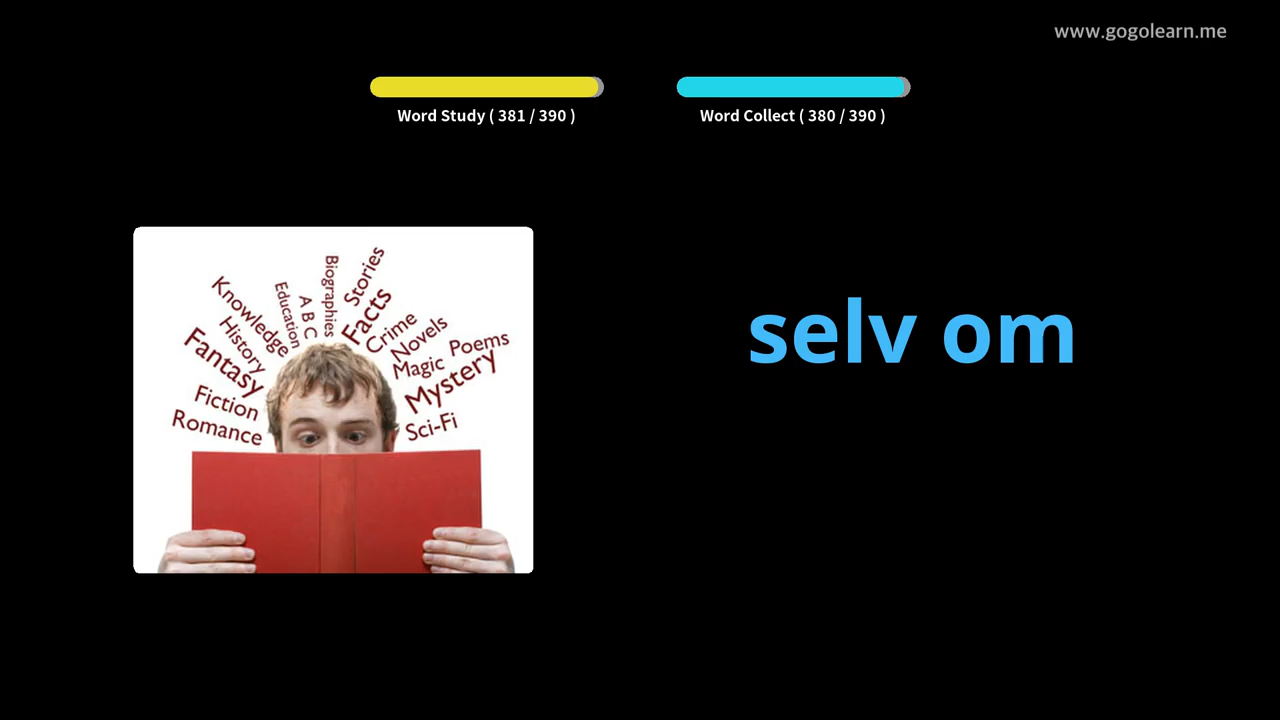 www.gogolearn.me
Word Study ( 381 / 390 )
Word Collect ( 380 / 390 )
Biographies
Stories
Education
A B C
Facts
Knowledge
Crime
History
Novels
Poems
Fantasy
Magic
Mystery
Fiction
Romance
Sci-Fi
selv om